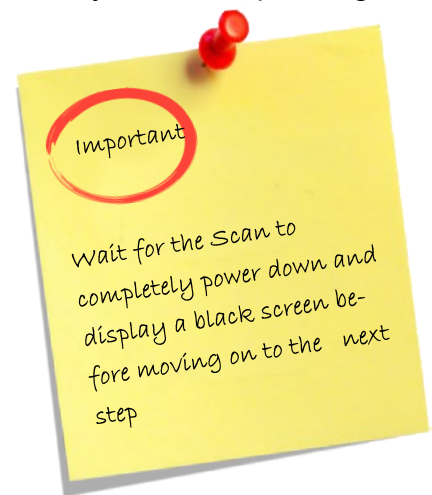 Important
Wait for the Scan to
completely power down and
display a black screen be-
fore moving on to the next
step